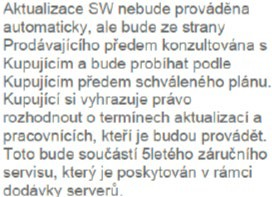 Aktualizace SW nebude prováděna
automaticky, ale bude ze strany
Prodávajícího předem konzultována s
Kupujícím a bude probíhat podle
Kupujícím předem schváleného plánu.
Kupující si vyhrazuje právo
rozhodnout o termínech aktualizací a
pracovnících, kteří je budou provádět.
Toto bude součástí 5letého záručního
servisu, který je poskytován v rámci
dodávky serverů.